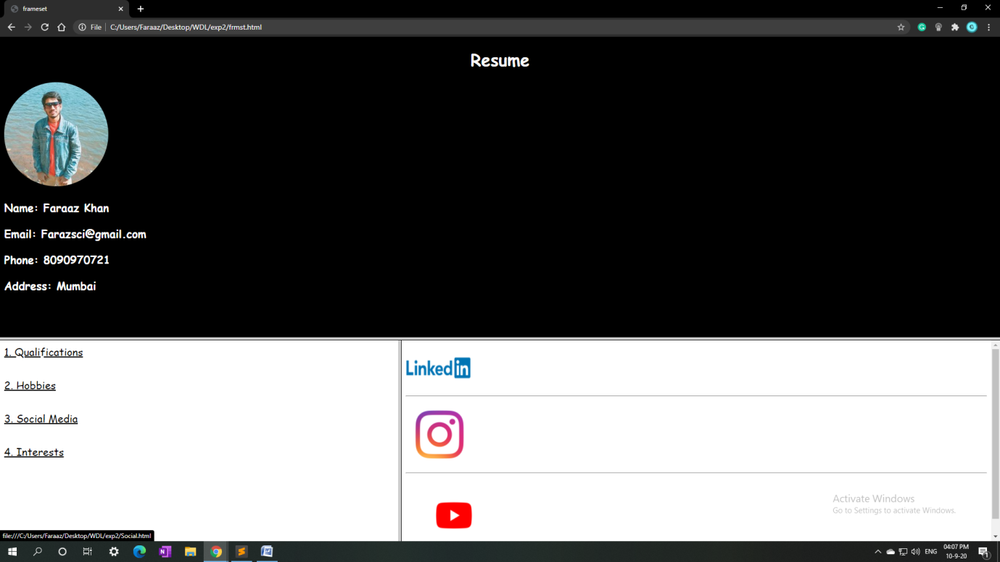 frameset
File
C:/Users/Faraaz/Desktop/WDL/exp2/frmst.html
Resume
Name: Faraaz Khan
Email: Farazsci@gmail.com
Phone: 8090970721
Address: Mumbai
1. Qualifications
2. Hobbies
3. Social Media
4. Interests
Linkedin
Activate Windows
Go to Settings to activate Windows.
file:///C:/Users/Faraaz/Desktop/WDL/exp2/Social.html
ENG
04:07 PM
10-9-20
1